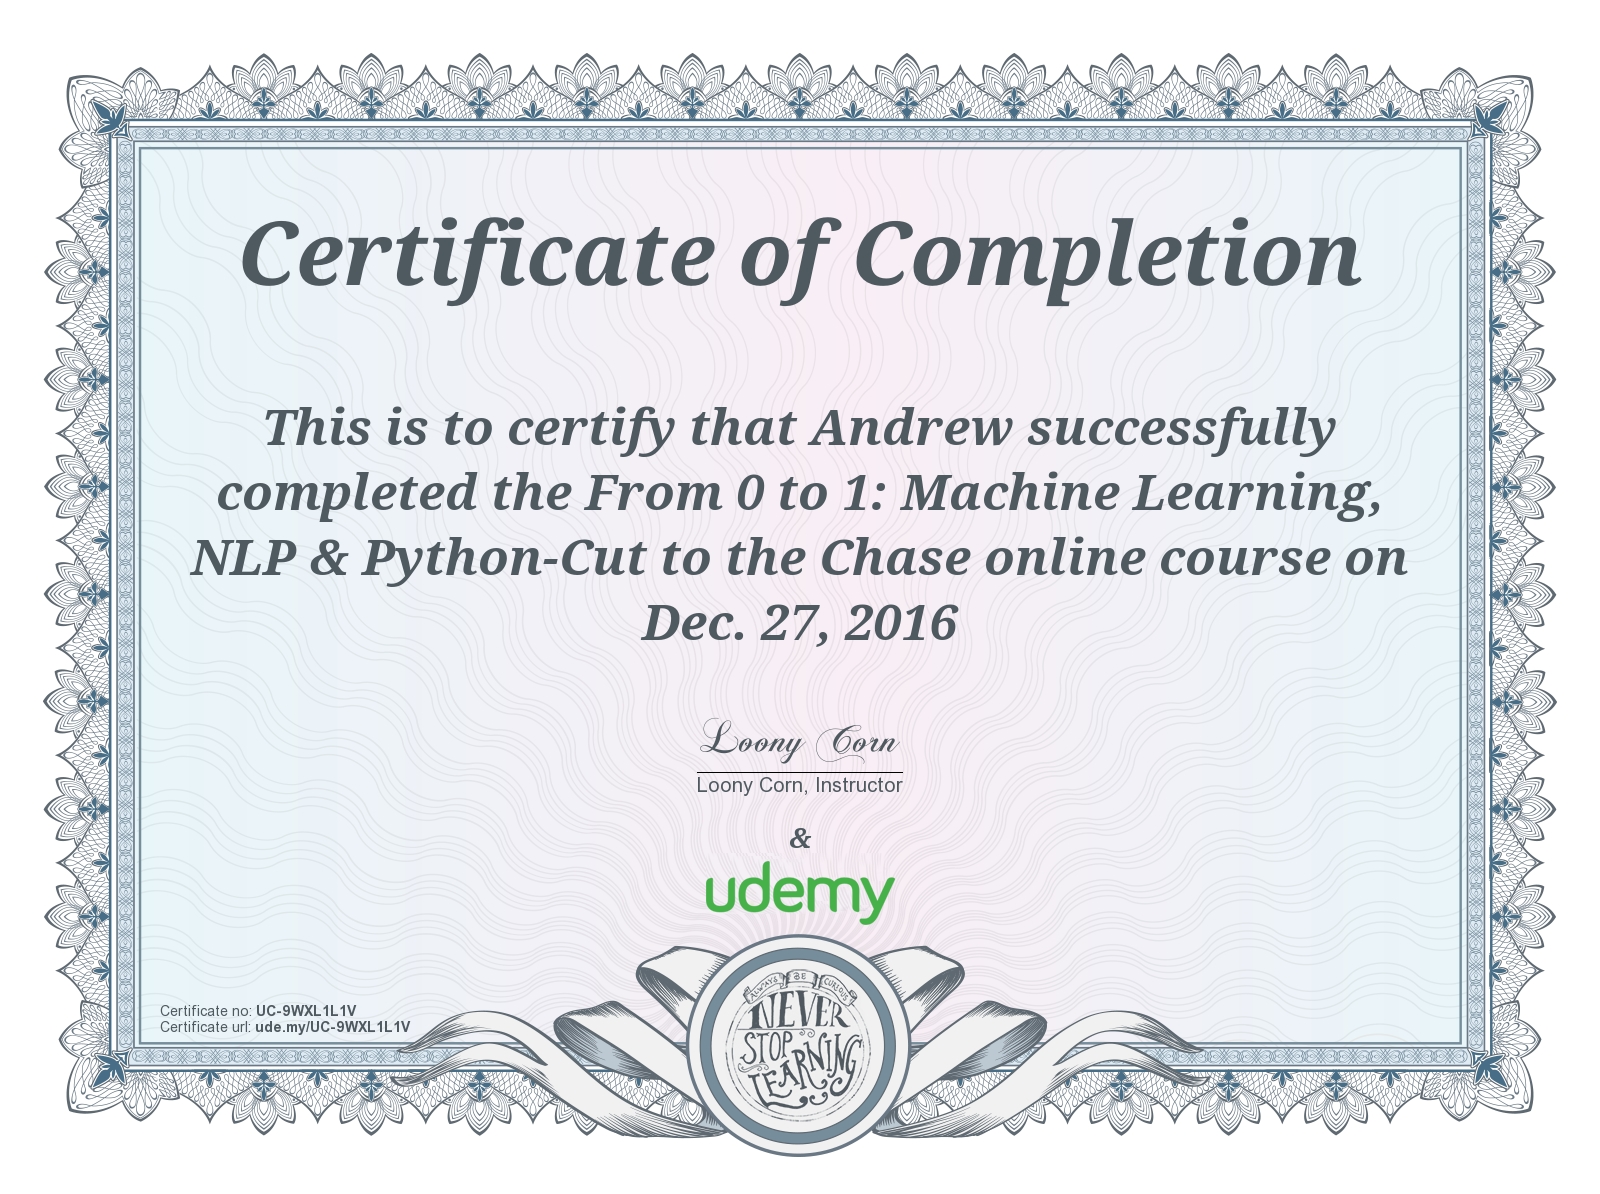 Certificate of Completion
This is to certify that Andrew successfully
completed the From 0 to 1: Machine Learning,
NLP & Python-Cut to the Chase online course on
Dec. 27, 2016
Loony Corn
Loony Corn, Instructor
&
udemy
Certificate no: UC-9WXL1L1V
Certificate url: ude.my/UC-9WXL1L1V
ALWAYS BE CURIOUS
NEVER
STOP
LEARNING